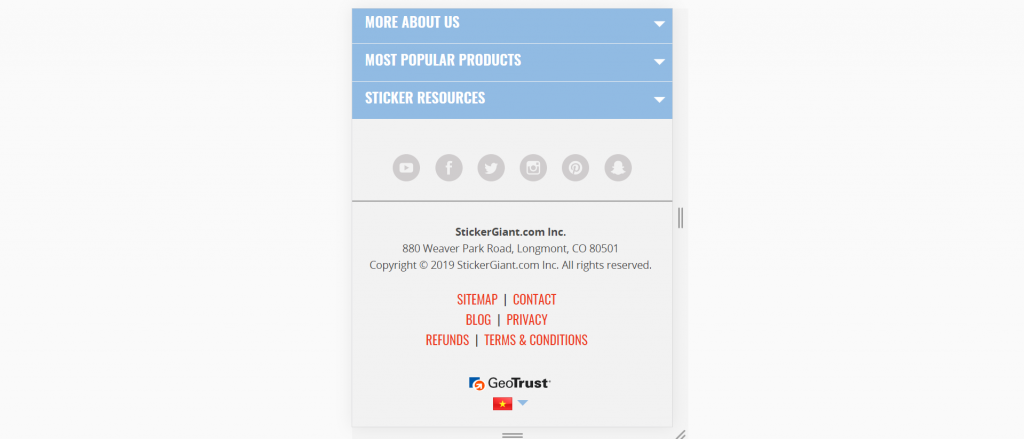 MORE ABOUT US
MOST POPULAR PRODUCTS
STICKER RESOURCES
StickerGiant.com Inc.
880 Weaver Park Road, Longmont, CO 80501
Copyright © 2019 StickerGiant.com Inc. All rights reserved.
SITEMAP | CONTACT
BLOG | PRIVACY
REFUNDS | TERMS & CONDITIONS
GeoTrust